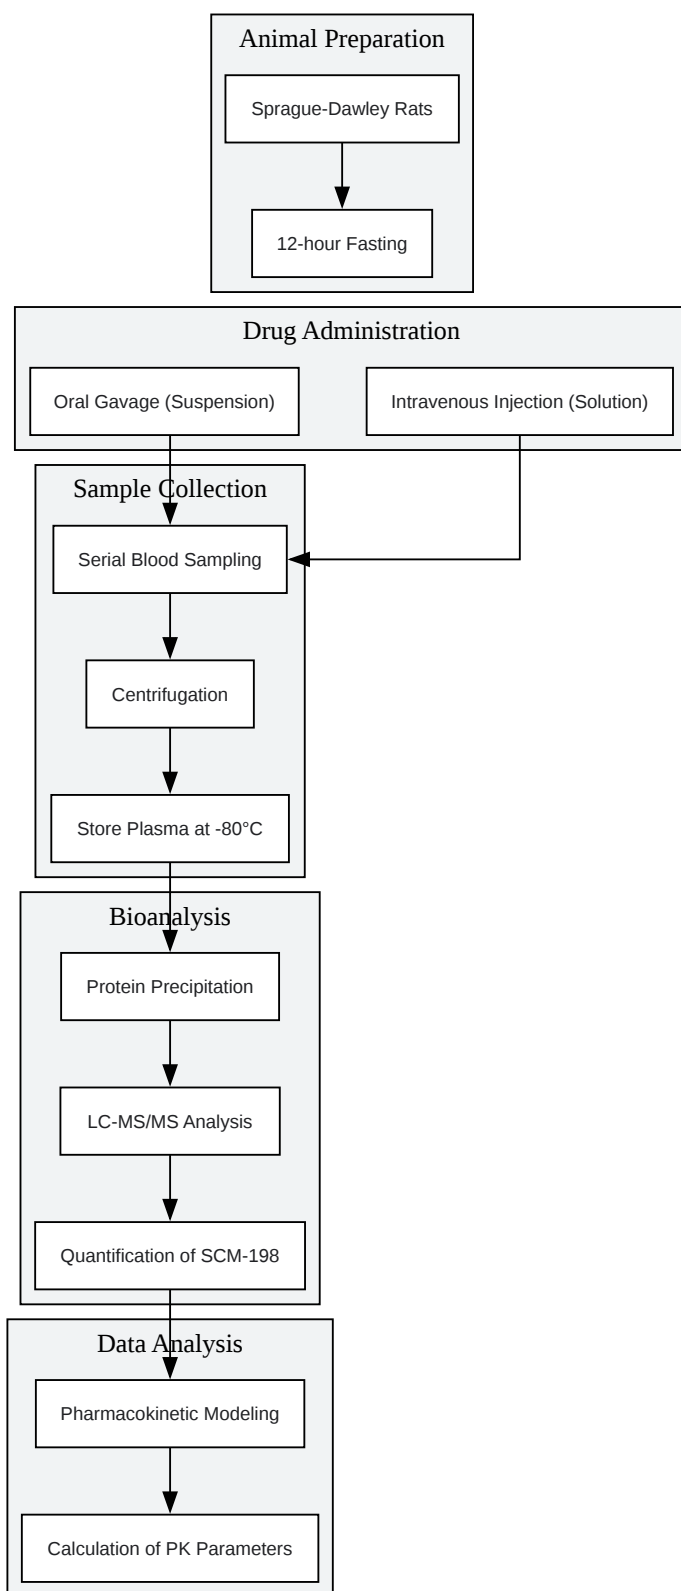 Animal Preparation
Sprague-Dawley Rats
12-hour Fasting
Drug Administration
Oral Gavage (Suspension)
Intravenous Injection (Solution)
Sample Collection
Serial Blood Sampling
Centrifugation
Store Plasma at -80°C
Bioanalysis
Protein Precipitation
LC-MS/MS Analysis
Quantification of SCM-198
Data Analysis
Pharmacokinetic Modeling
Calculation of PK Parameters